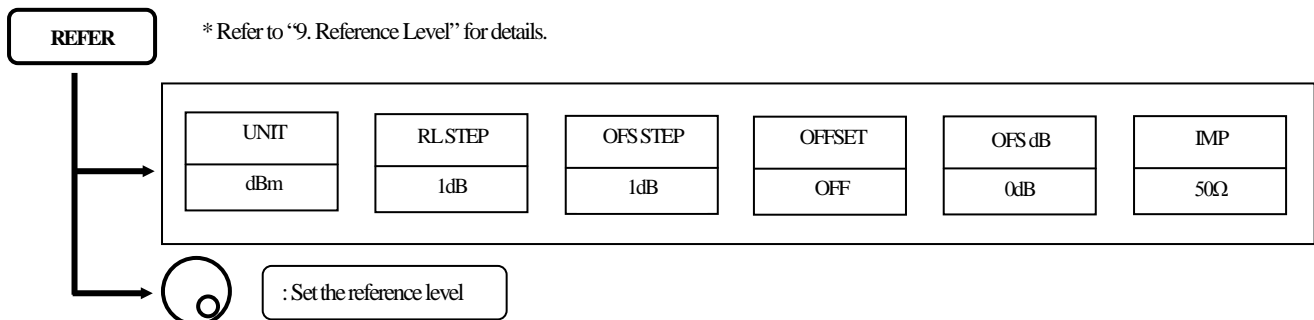 REFER
* Refer to “9. Reference Level” for details.
UNIT
RL STEP
OFS STEP
OFFSET
OFS dB
IMP
dBm
1dB
1dB
OFF
0dB
50Ω
: Set the reference level